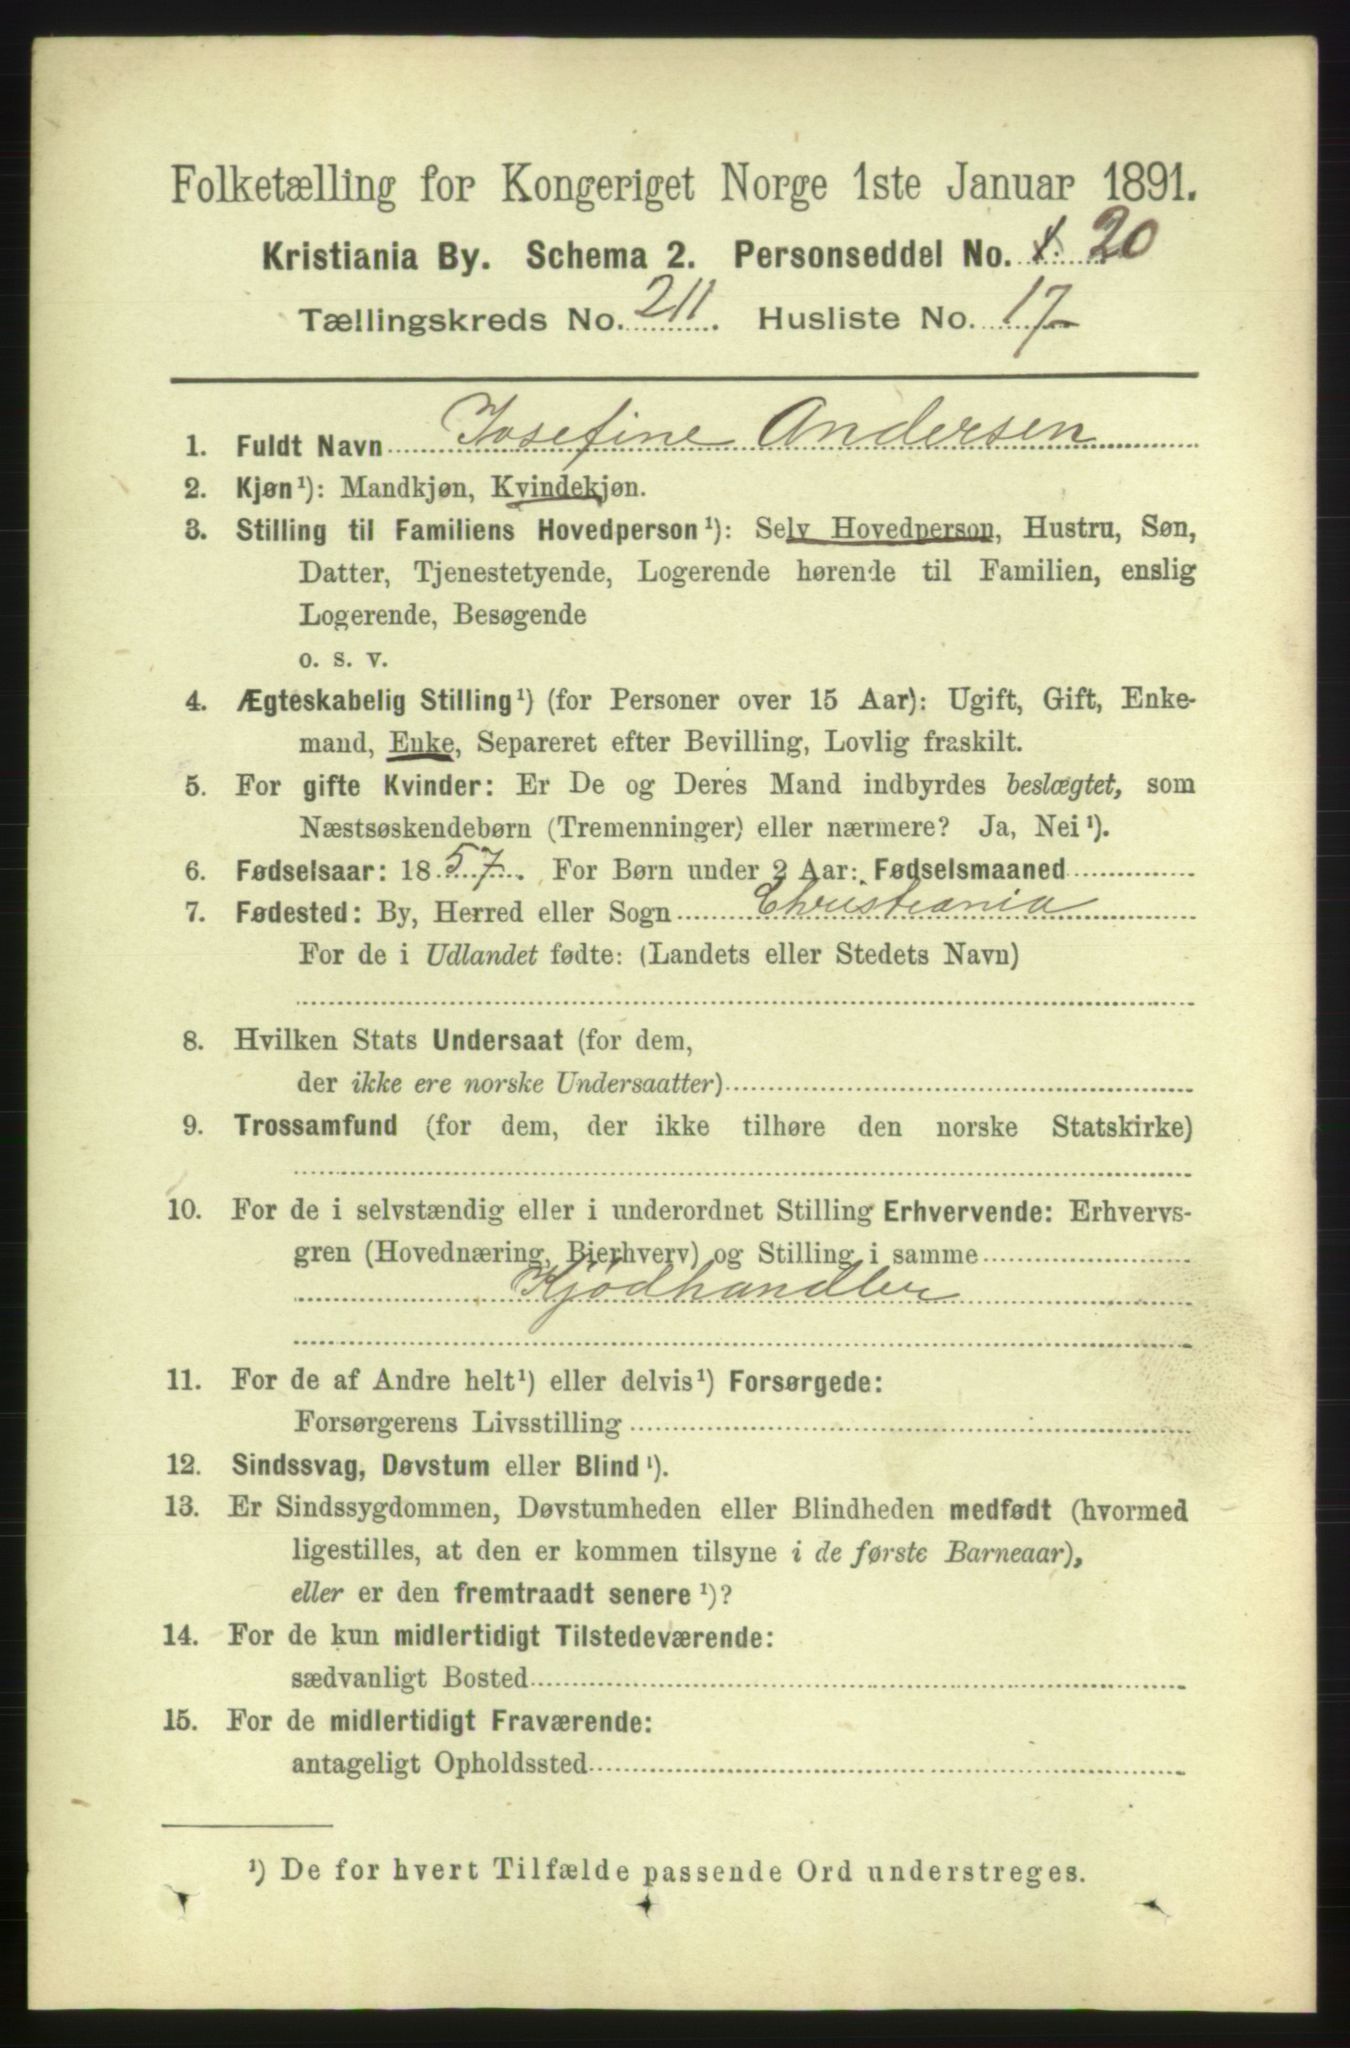 Folketælling for Kongeriget Norge 1ste Januar 1891.
Kristiania By. Schema 2. Personseddel No. 20
Tællingskreds No. 211. Husliste No. 17
1. Fuldt Navn Josefine Andersen
2. Kjøn¹): Mandkjøn, Kvindekjøn.
3. Stilling til Familiens Hovedperson¹): Selv Hovedperson, Hustru, Søn,
Datter, Tjenestetyende, Logerende hørende til Familien, enslig
Logerende, Besøgende
o. s. v.
4. Ægteskabelig Stilling¹) (for Personer over 15 Aar): Ugift, Gift, Enke-
mand, Enke, Separeret efter Bevilling, Lovlig fraskilt.
5. For gifte Kvinder: Er De og Deres Mand indbyrdes beslægtet, som
Næstsøskendebørn (Tremenninger) eller nærmere? Ja, Nei¹).
6. Fødselsaar: 1857. For Børn under 2 Aar: Fødselsmaaned
7. Fødested: By, Herred eller Sogn Christiania
For de i Udlandet fødte: (Landets eller Stedets Navn)
8. Hvilken Stats Undersaat (for dem,
der ikke ere norske Undersaatter)
9. Trossamfund (for dem, der ikke tilhøre den norske Statskirke)
10. For de i selvstændig eller i underordnet Stilling Erhvervende: Erhvervs-
gren (Hovednæring, Bierhverv) og Stilling i samme
Kjødhandler
11. For de af Andre helt¹) eller delvis¹) Forsørgede:
Forsørgerens Livsstilling
12. Sindssvag, Døvstum eller Blind¹).
13. Er Sindssygdommen, Døvstumheden eller Blindheden medfødt (hvormed
ligestilles, at den er kommen tilsyne i de første Barneaar),
eller er den fremtraadt senere¹)?
14. For de kun midlertidigt Tilstedeværende:
sædvanligt Bosted
15. For de midlertidigt Fraværende:
antageligt Opholdssted
¹) De for hvert Tilfælde passende Ord understreges.